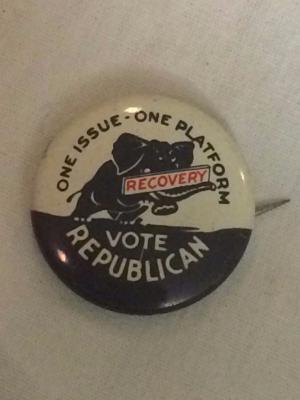 ONE ISSUE - ONE PLATFORM
RECOVERY
VOTE
REPUBLICAN